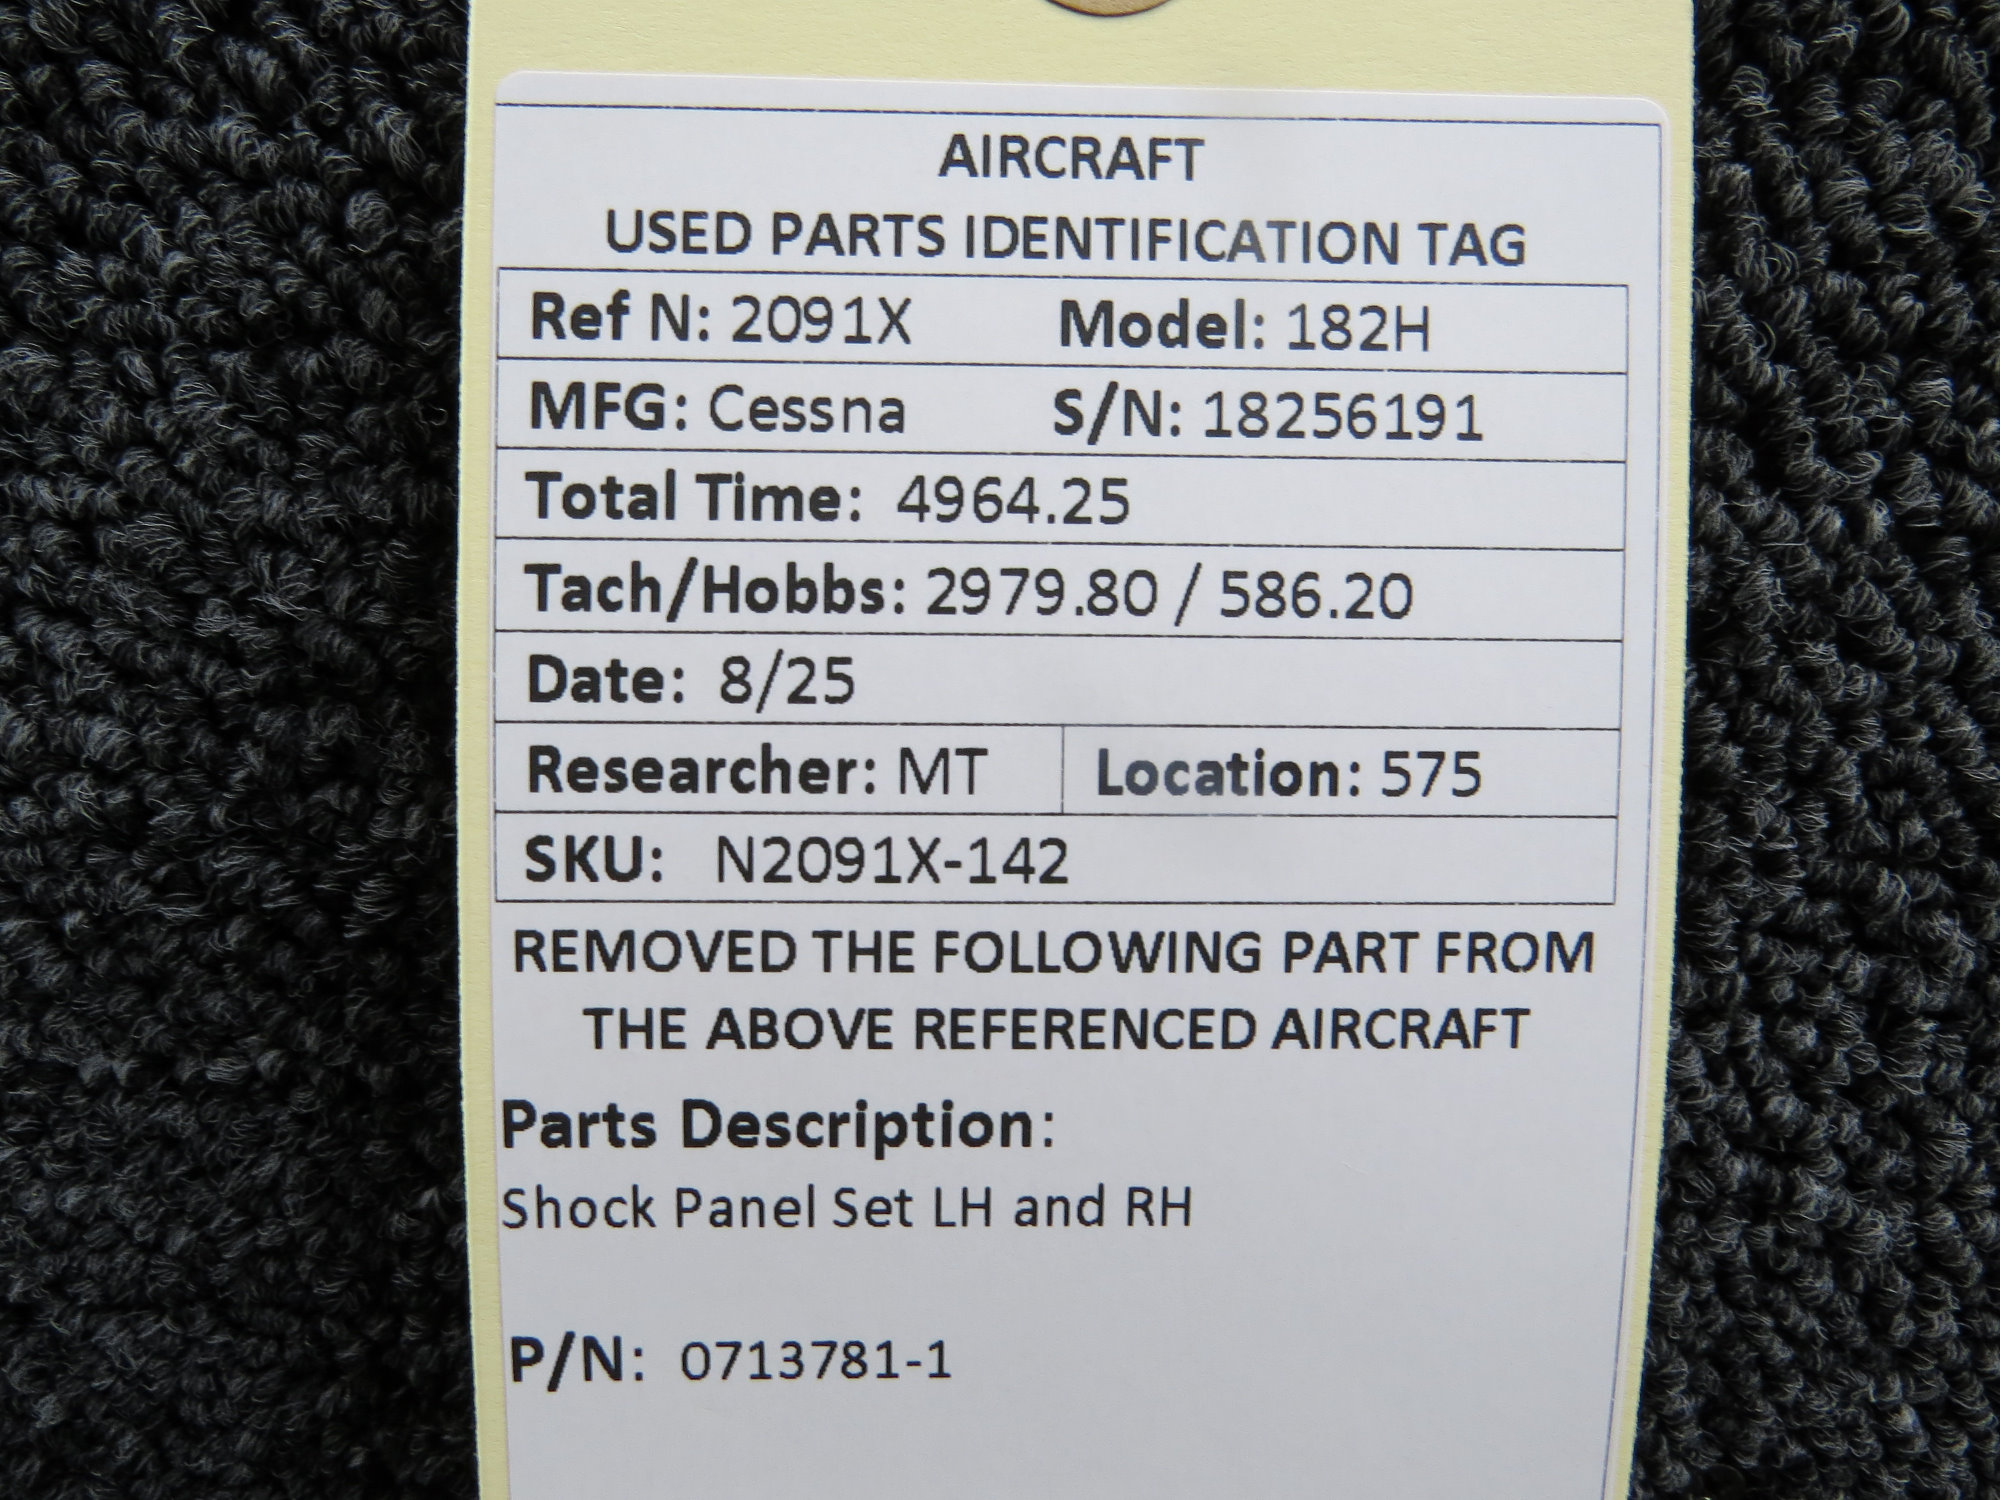 AIRCRAFT
USED PARTS IDENTIFICATION TAG
Ref N: 2091X Model: 182H
MFG: Cessna S/N: 18256191
Total Time: 4964.25
Tach/Hobbs: 2979.80 / 586.20
Date: 8/25
Researcher: MT Location: 575
SKU: N2091X-142
REMOVED THE FOLLOWING PART FROM
THE ABOVE REFERENCED AIRCRAFT
Parts Description:
Shock Panel Set LH and RH
P/N: 0713781-1